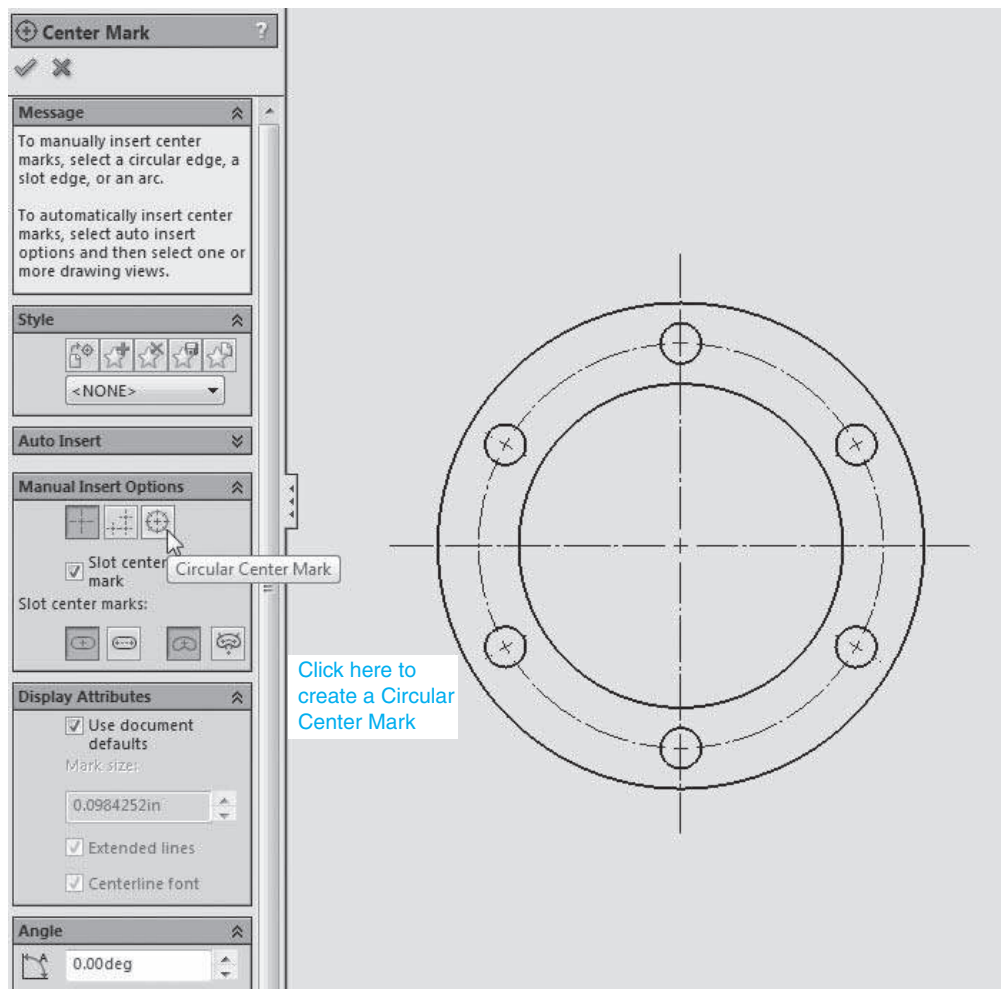 Center Mark ?
Message
To manually insert center
marks, select a circular edge, a
slot edge, or an arc.
To automatically insert center
marks, select auto insert
options and then select one or
more drawing views.
Style
<NONE>
Auto Insert
Manual Insert Options
Slot center
mark
Circular Center Mark
Slot center marks:
Click here to
create a Circular
Center Mark
Display Attributes
Use document
defaults
Mark size:
0.0984252in
Extended lines
Centerline font
Angle
A
0.00deg